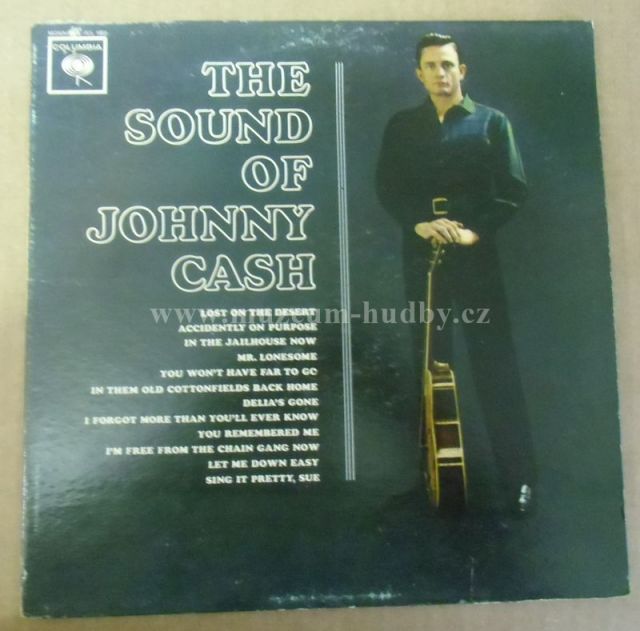 COLUMBIA
THE
SOUND
OF
JOHNNY
CASH
LOST ON THE DESERT
www.muzeum-hudby.cz
ACCIDENTLY ON PURPOSE
IN THE JAILHOUSE NOW
MR. LONESOME
YOU WON'T HAVE FAR TO GO
IN THEM OLD COTTONFIELDS BACK HOME
DELIA'S GONE
I FORGOT MORE THAN YOU'LL EVER KNOW
YOU REMEMBERED ME
I'M FREE FROM THE CHAIN GANG NOW
LET ME DOWN EASY
SING IT PRETTY, SUE